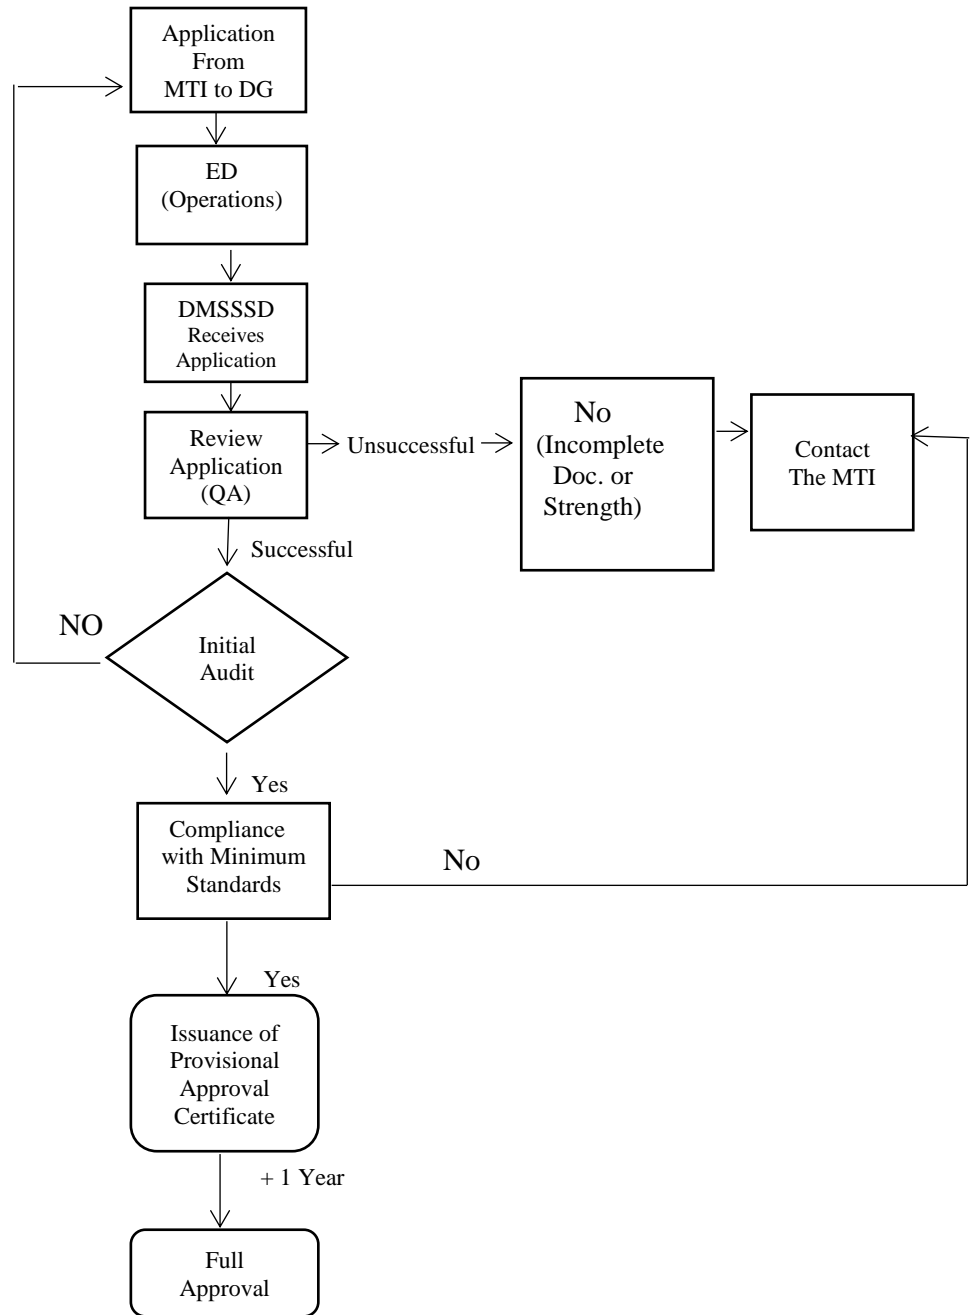 Application
From
MTI to DG
ED
(Operations)
DMSSSD
Receives
Application
Review
Application
(QA)
Unsuccessful
No
(Incomplete
Doc. or
Strength)
Contact
The MTI
Successful
NO
Initial
Audit
Yes
Compliance
with Minimum
Standards
No
Yes
Issuance of
Provisional
Approval
Certificate
+ 1 Year
Full
Approval